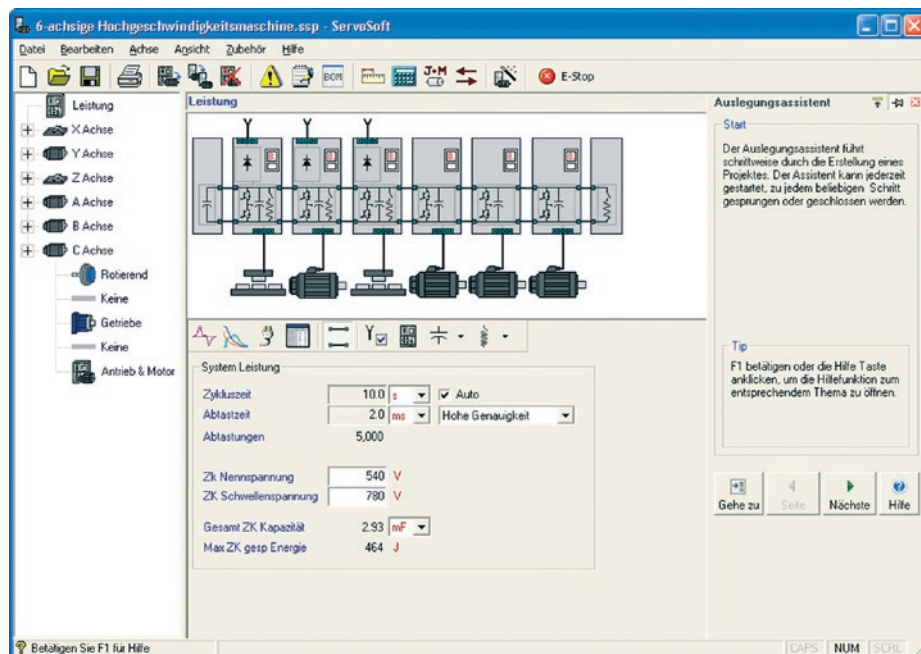 6-achsige Hochgeschwindigkeitsmaschine.ssp - ServoSoft
Datei Bearbeiten Achse Ansicht Zubehör Hilfe
BOM
J+M
E-Stop
Leistung
X Achse
Y Achse
Z Achse
A Achse
B Achse
C Achse
Rotierend
Keine
Getriebe
Keine
Antrieb & Motor
Leistung
System Leistung
Zykluszeit 10.0 s Auto
Abtastzeit 2.0 ms Hohe Genauigkeit
Abtastungen 5,000
Zk Nennspannung 540 V
ZK Schwellenspannung 780 V
Gesamt ZK Kapazität 2.93 mF
Max ZK gesp Energie 464 J
Auslegungsassistent
Start
Der Auslegungsassistent führt
schrittweise durch die Erstellung eines
Projektes. Der Assistent kann jederzeit
gestartet, zu jedem beliebigen Schritt
gesprungen oder geschlossen werden.
Tip
F1 betätigen oder die Hilfe Taste
anklicken, um die Hilfefunktion zum
entsprechendem Thema zu öffnen.
Gehe zu Seite Nächste Hilfe
Betätigen Sie F1 für Hilfe
CAPS NUM SCRL